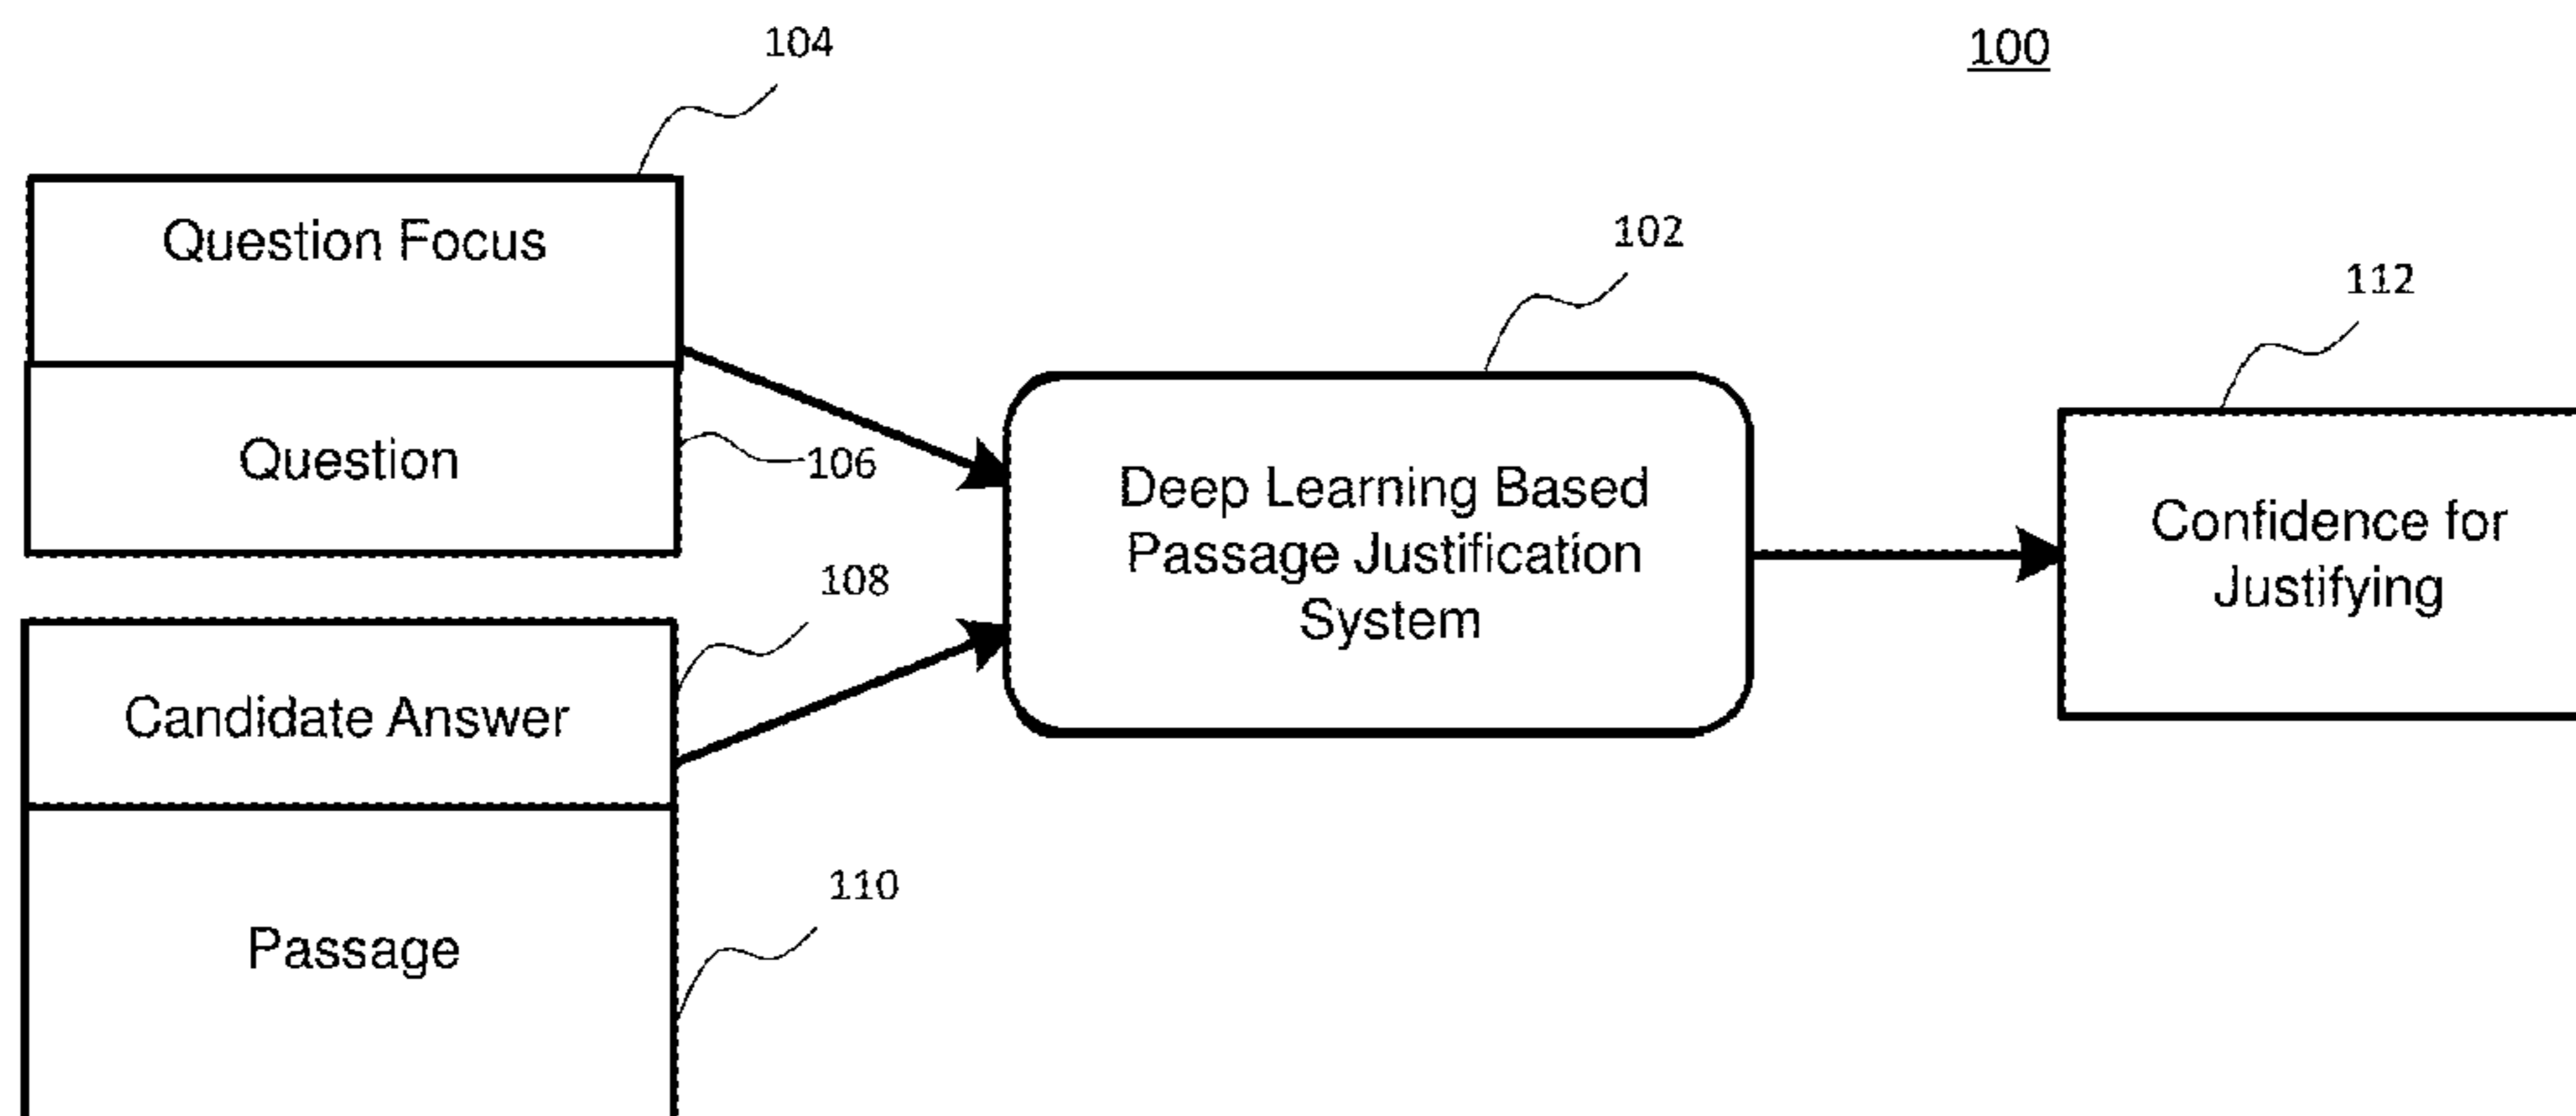 104
100
Question Focus
102
112
Question
106
Deep Learning Based
Passage Justification
System
Confidence for
Justifying
108
Candidate Answer
110
Passage